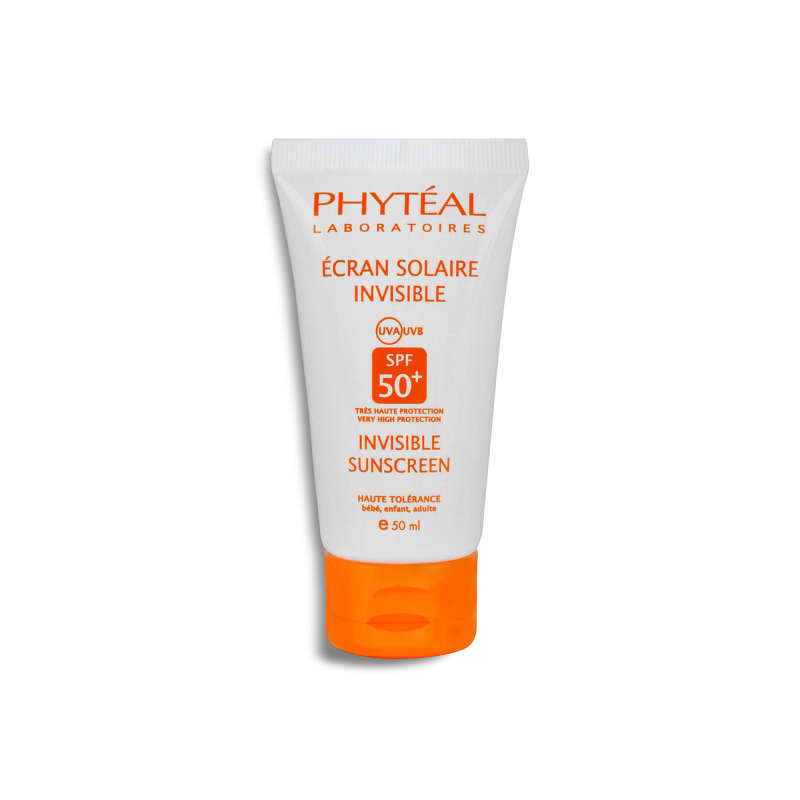 PHYTÉAL
LABORATOIRES
ÉCRAN SOLAIRE
INVISIBLE
UVA UVB
SPF
50+
TRÈS HAUTE PROTECTION
VERY HIGH PROTECTION
INVISIBLE
SUNSCREEN
HAUTE TOLÉRANCE
bébé, enfant, adulte
e 50 ml